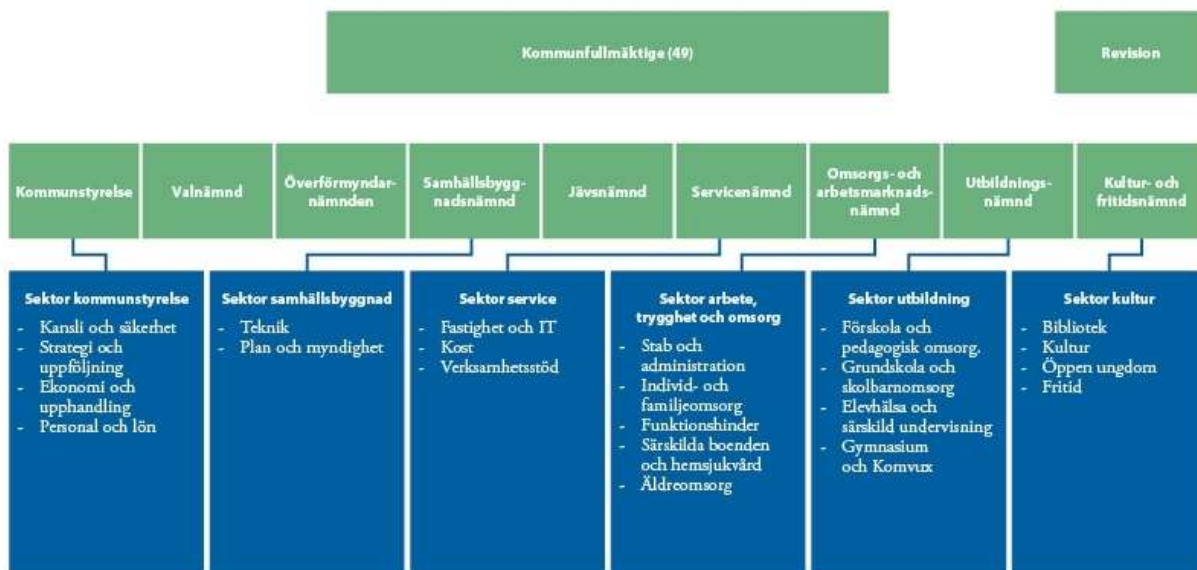 Kommunfullmäktige (49)
Revision
Kommunstyrelse
Valnämnd
Överförmyndar-
nämnden
Samhällsbygg-
nadsnämnd
Jävsnämnd
Servicenämnd
Omsorgs- och
arbetsmarknads-
nämnd
Utbildnings-
nämnd
Kultur- och
fritidsnämnd
Sektor kommunstyrelse
- Kansli och säkerhet
- Strategi och
uppföljning
- Ekonomi och
upphandling
- Personal och lön
Sektor samhällsbyggnad
- Teknik
- Plan och myndighet
Sektor service
- Fastighet och IT
- Kost
- Verksamhetsstöd
Sektor arbete,
trygghet och omsorg
- Stab och
administration
- Individ- och
familjeomsorg
- Funktionshinder
- Särskilda boenden
och hemsjukvård
- Äldreomsorg
Sektor utbildning
- Förskola och
pedagogisk omsorg.
- Grundskola och
skolbarnomsorg
- Elevhälsa och
särskild undervisning
- Gymnasium
och Komvux
Sektor kultur
- Bibliotek
- Kultur
- Öppen ungdom
- Fritid